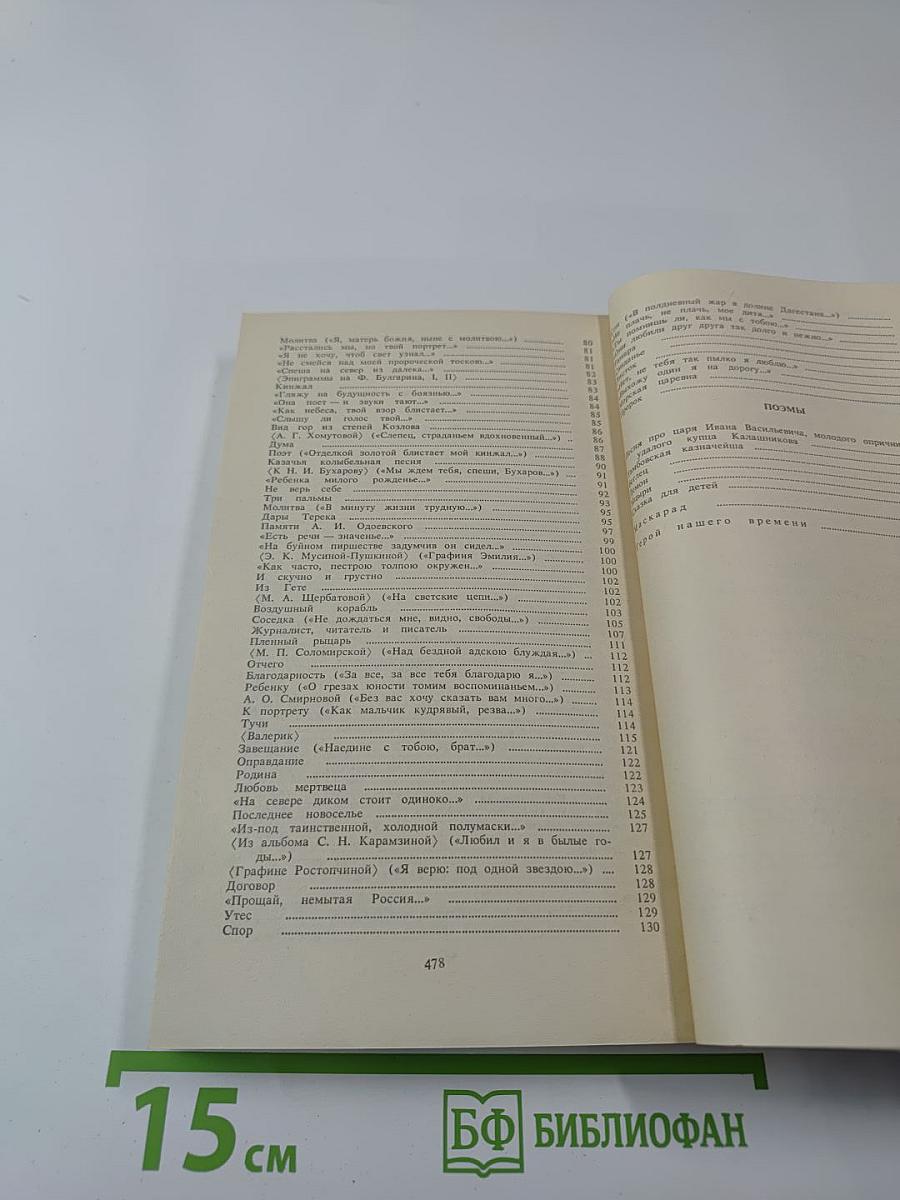 Молитва («Я, матерь божия, ныне с молитвою...») 80
«Расстались мы, но твой портрет...» 81
«Я не хочу, чтоб свет узнал...» 81
«Не смейся над моей пророческой тоскою...» 81
«Спеша на север из далека...» 82
⟨Эпиграммы на Ф. Булгарина, I, II⟩ 83
Кинжал 83
«Гляжу на будущность с боязнью...» 84
«Она поет — и звуки тают...» 84
«Как небеса, твой взор блистает...» 85
«Слышу ли голос твой...» 85
Вид гор из степей Козлова 86
⟨А. Г. Хомутовой⟩ («Слепец, страданьем вдохновенный...») 86
Дума 87
Поэт («Отделкой золотой блистает мой кинжал...») 88
Казачья колыбельная песня 90
⟨К Н. И. Бухарову⟩ («Мы ждем тебя, спеши, Бухаров...») 91
«Ребенка милого рожденье...» 91
Не верь себе 92
Три пальмы 93
Молитва («В минуту жизни трудную...») 95
Дары Терека 95
Памяти А. И. Одоевского 97
«Есть речи — значенье...» 99
«На буйном пиршестве задумчив он сидел...» 100
⟨Э. К. Мусиной-Пушкиной⟩ («Графиня Эмилия...») 100
«Как часто, пестрою толпою окружен...» 100
И скучно и грустно 102
Из Гете 102
⟨М. А. Щербатовой⟩ («На светские цепи...») 102
Воздушный корабль 103
Соседка («Не дождаться мне, видно, свободы...») 105
Журналист, читатель и писатель 107
Пленный рыцарь 111
⟨М. П. Соломирской⟩ («Над бездной адскою блуждая...») 112
Отчего 112
Благодарность («За все, за все тебя благодарю я...») 112
Ребенку («О грезах юности томим воспоминаньем...») 113
А. О. Смирновой («Без вас хочу сказать вам много...») 114
К портрету («Как мальчик кудрявый, резва...») 114
Тучи 114
⟨Валерик⟩ 115
Завещание («Наедине с тобою, брат...») 121
Оправдание 122
Родина 122
Любовь мертвеца 123
«На севере диком стоит одиноко...» 124
Последнее новоселье 125
«Из-под таинственной, холодной полумаски...» 127
⟨Из альбома С. Н. Карамзиной⟩ («Любил и я в былые го-
ды...») 127
⟨Графине Ростопчиной⟩ («Я верю: под одной звездою...») 128
Договор 128
«Прощай, немытая Россия...» 129
Утес 129
Спор 130
478
(«В полдневный жар в долине Дагестана...»)
плачь, не плачь, мое дитя...»
помнишь ли, как мы с тобою...»
любили друг друга так долго и нежно...»
не тебя так пылко я люблю...»
один я на дорогу...»
царевна
ПОЭМЫ
про царя Ивана Васильевича, молодого
удалого купца Калашникова
казначейша
для детей
нашего времени
15 см
БФ БИБЛИОФАН